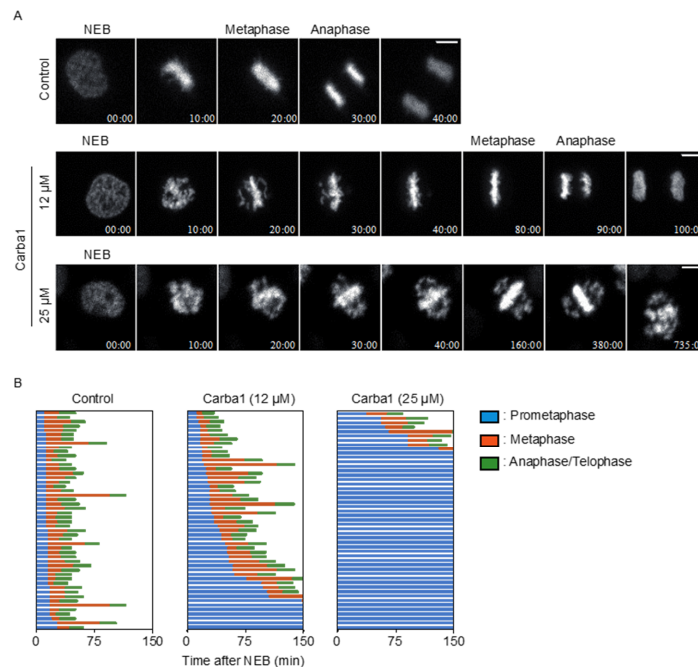 A
NEB Metaphase Anaphase
Control
00:00 10:00 20:00 30:00 40:00
NEB Metaphase Anaphase
Carba1
12 µM
00:00 10:00 20:00 30:00 40:00 80:00 90:00 100:0
NEB
25 µM
00:00 10:00 20:00 30:00 40:00 160:00 380:00 735:0
B
Control Carba1 (12 µM) Carba1 (25 µM)
: Prometaphase
: Metaphase
: Anaphase/Telophase
0 75 150 0 75 150 0 75 150
Time after NEB (min)